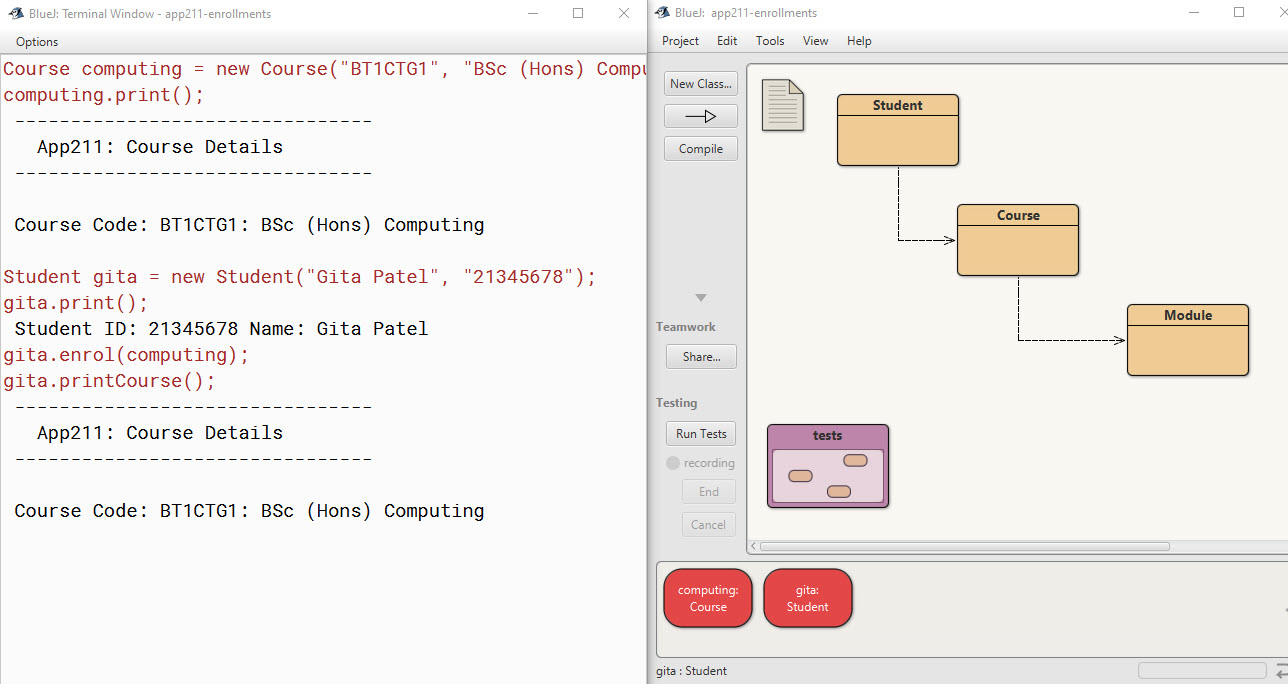 BlueJ: Terminal Window - app211-enrollments
Options
Course computing = new Course("BT1CTG1", "BSc (Hons) Compu
computing.print();
--------------------------------
App211: Course Details
--------------------------------
Course Code: BT1CTG1: BSc (Hons) Computing
Student gita = new Student("Gita Patel", "21345678");
gita.print();
Student ID: 21345678 Name: Gita Patel
gita.enrol(computing);
gita.printCourse();
--------------------------------
App211: Course Details
--------------------------------
Course Code: BT1CTG1: BSc (Hons) Computing
BlueJ: app211-enrollments
Project Edit Tools View Help
New Class...
Compile
Teamwork
Share...
Testing
Run Tests
recording
End
Cancel
Student
Course
Module
tests
computing:
Course
gita:
Student
gita : Student